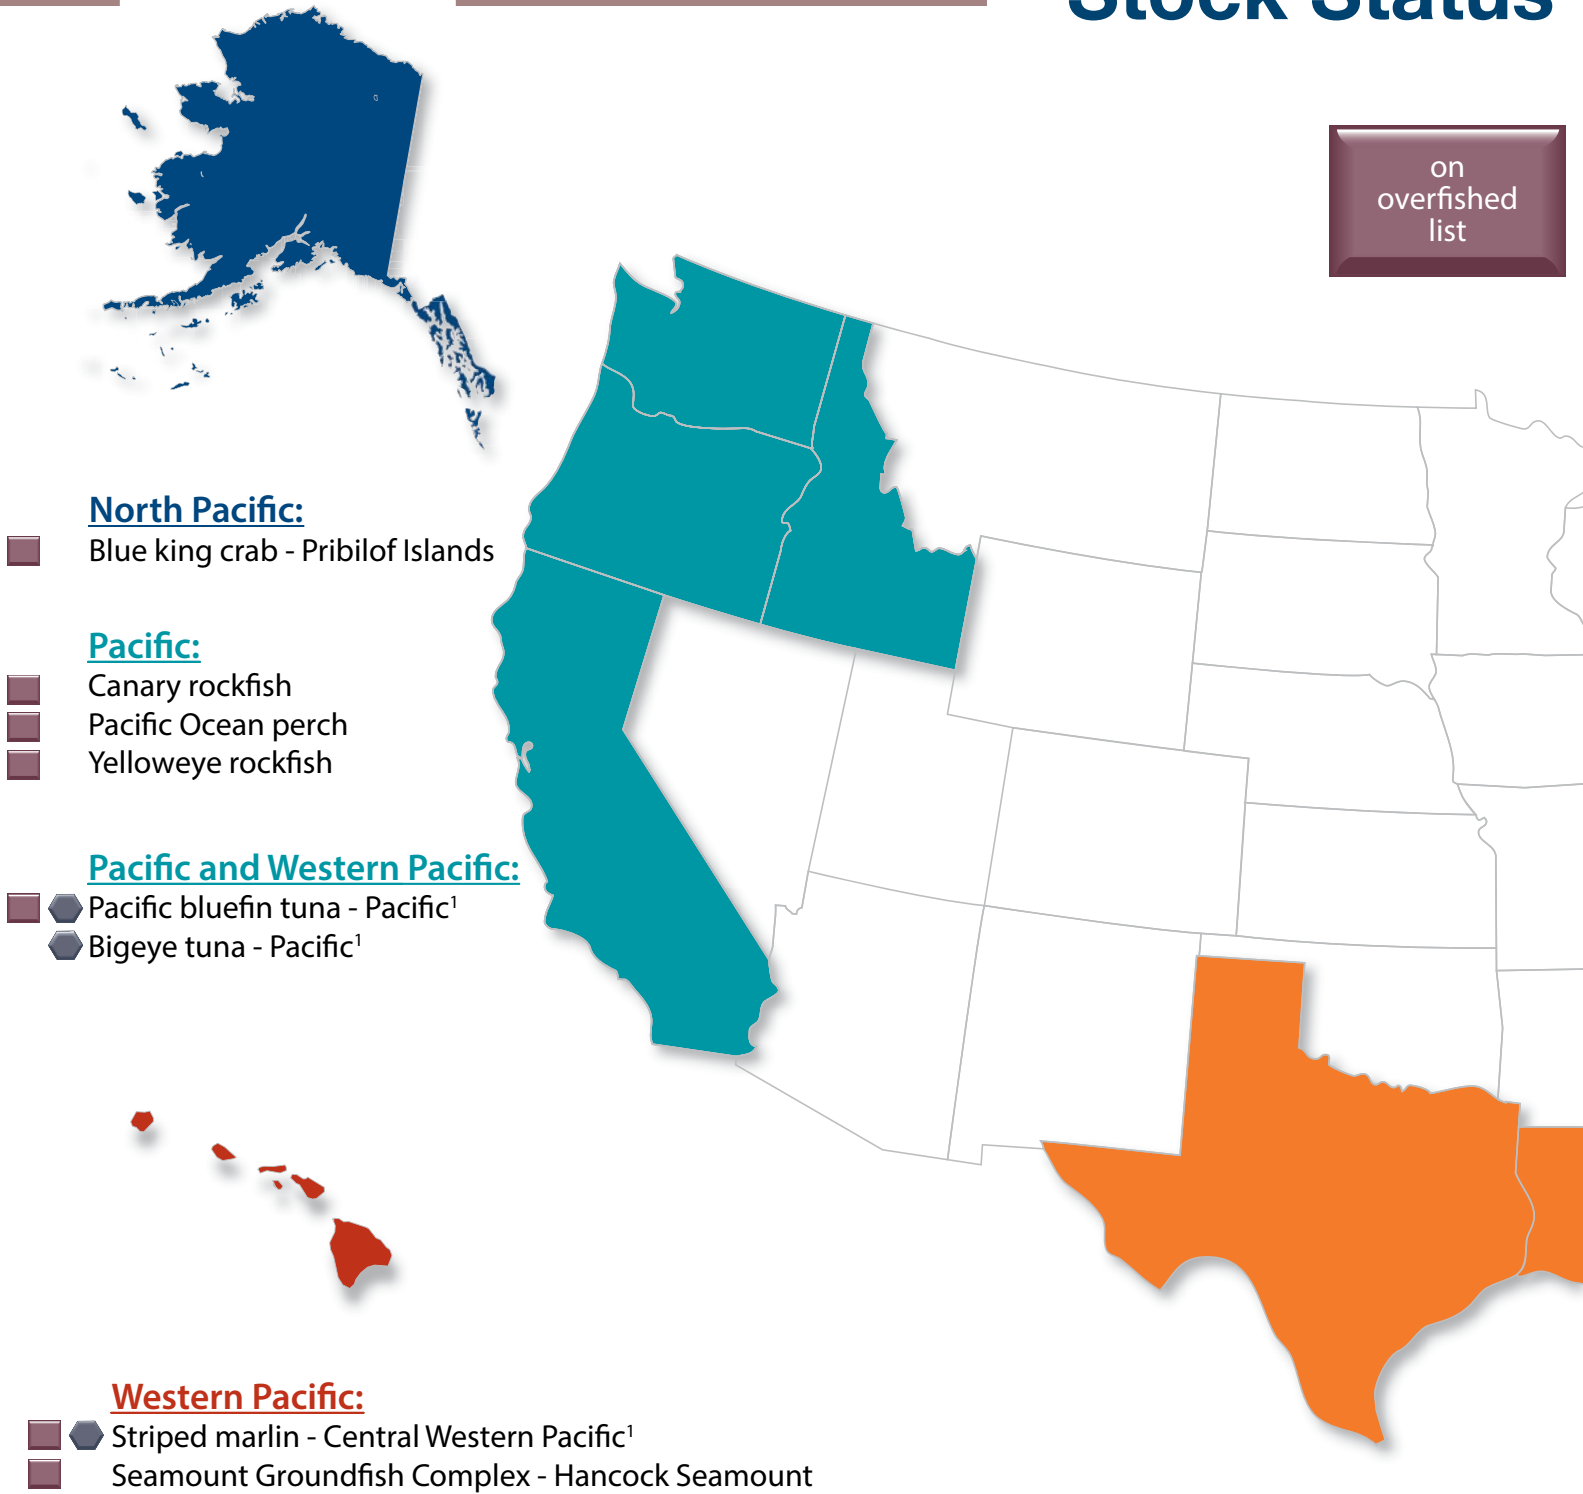 Stock Status
on
overfished
list
North Pacific:
Blue king crab - Pribilof Islands
Pacific:
Canary rockfish
Pacific Ocean perch
Yelloweye rockfish
Pacific and Western Pacific:
Pacific bluefin tuna - Pacific¹
Bigeye tuna - Pacific¹
Western Pacific:
Striped marlin - Central Western Pacific¹
Seamount Groundfish Complex - Hancock Seamount